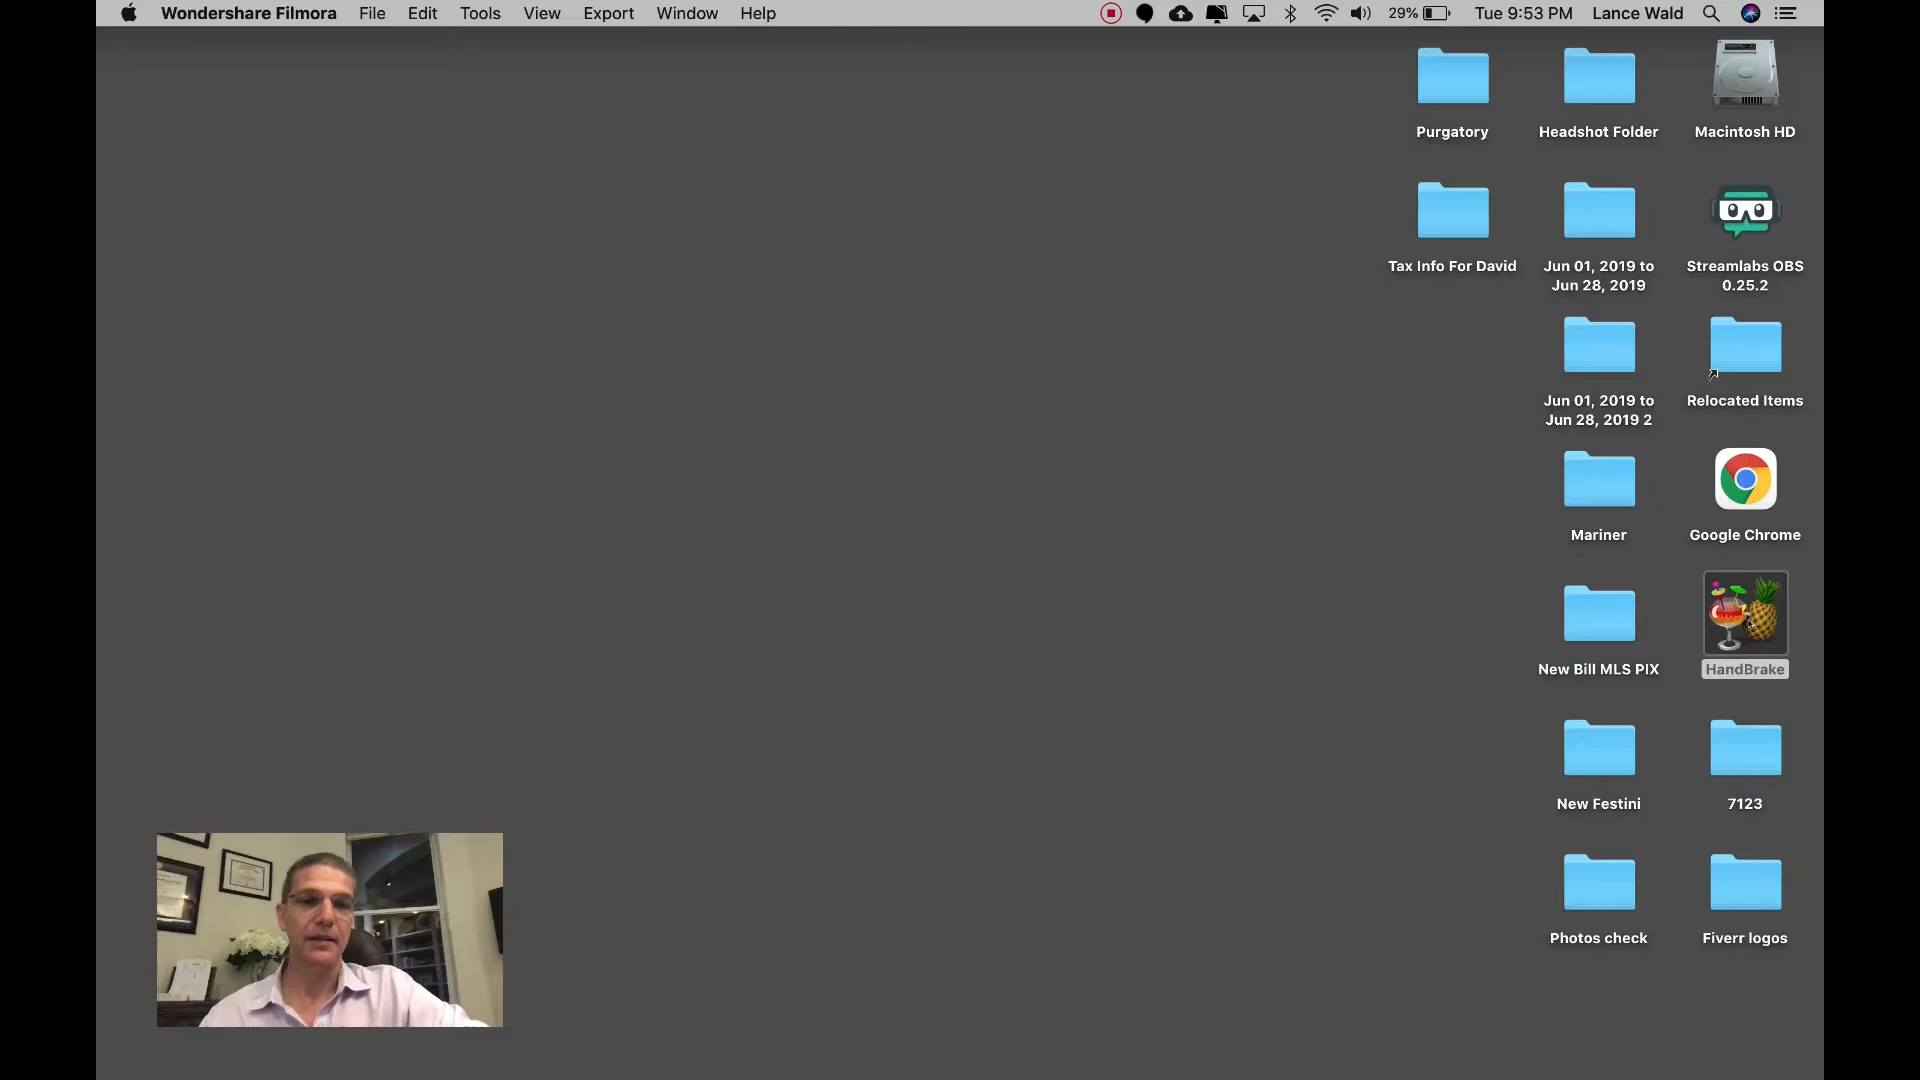 Wondershare Filmora File Edit Tools View Export Window Help 29% Tue 9:53 PM Lance Wald
Purgatory
Headshot Folder
Macintosh HD
Tax Info For David
Jun 01, 2019 to
Jun 28, 2019
Streamlabs OBS
0.25.2
Jun 01, 2019 to
Jun 28, 2019 2
Relocated Items
Mariner
Google Chrome
New Bill MLS PIX
HandBrake
New Festini
7123
Photos check
Fiverr logos